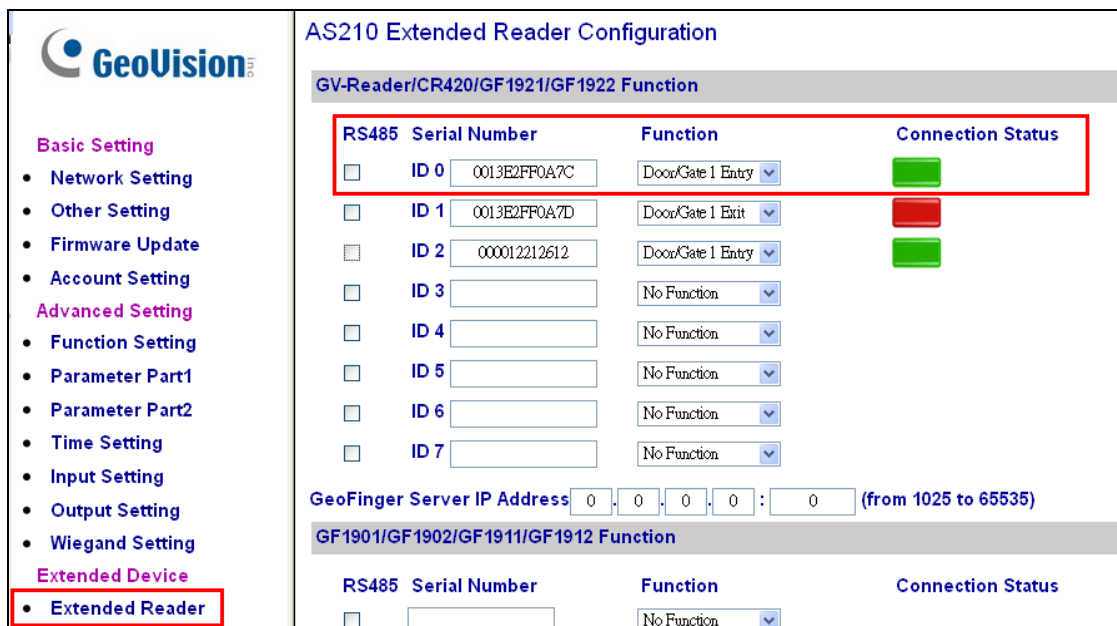 GeoVision inc
Basic Setting
Network Setting
Other Setting
Firmware Update
Account Setting
Advanced Setting
Function Setting
Parameter Part1
Parameter Part2
Time Setting
Input Setting
Output Setting
Wiegand Setting
Extended Device
Extended Reader
AS210 Extended Reader Configuration
GV-Reader/CR420/GF1921/GF1922 Function
RS485 Serial Number Function Connection Status
ID 0 0013E2FF0A7C Door/Gate 1 Entry
ID 1 0013E2FF0A7D Door/Gate 1 Exit
ID 2 000012212612 Door/Gate 1 Entry
ID 3 No Function
ID 4 No Function
ID 5 No Function
ID 6 No Function
ID 7 No Function
GeoFinger Server IP Address 0 . 0 . 0 . 0 : 0 (from 1025 to 65535)
GF1901/GF1902/GF1911/GF1912 Function
RS485 Serial Number Function Connection Status
No Function